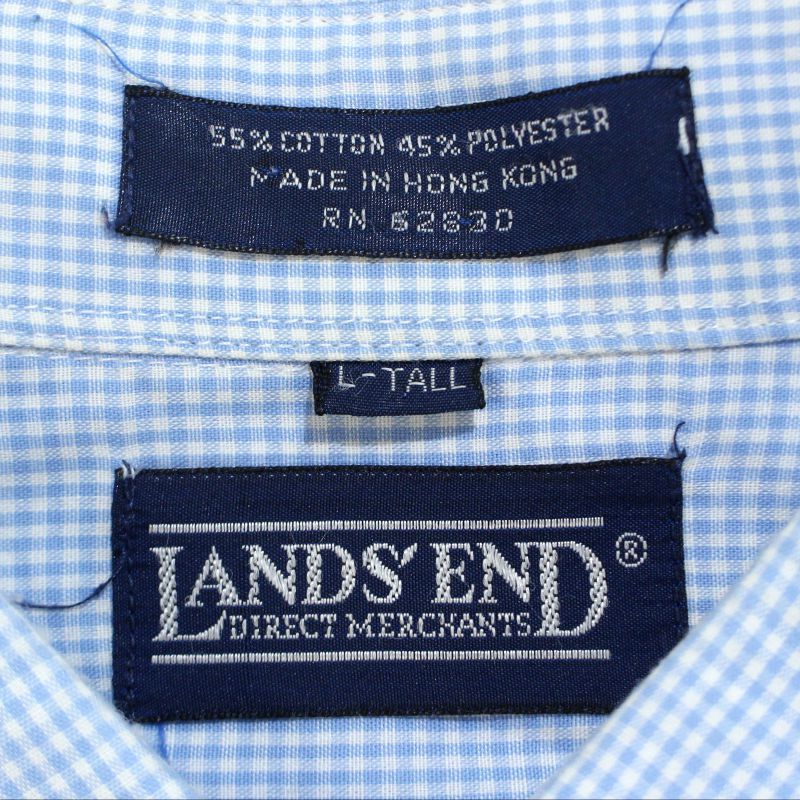 55% COTTON 45% POLYESTER
MADE IN HONG KONG
RN 62830
L-TALL
LANDS' END®
DIRECT MERCHANTS